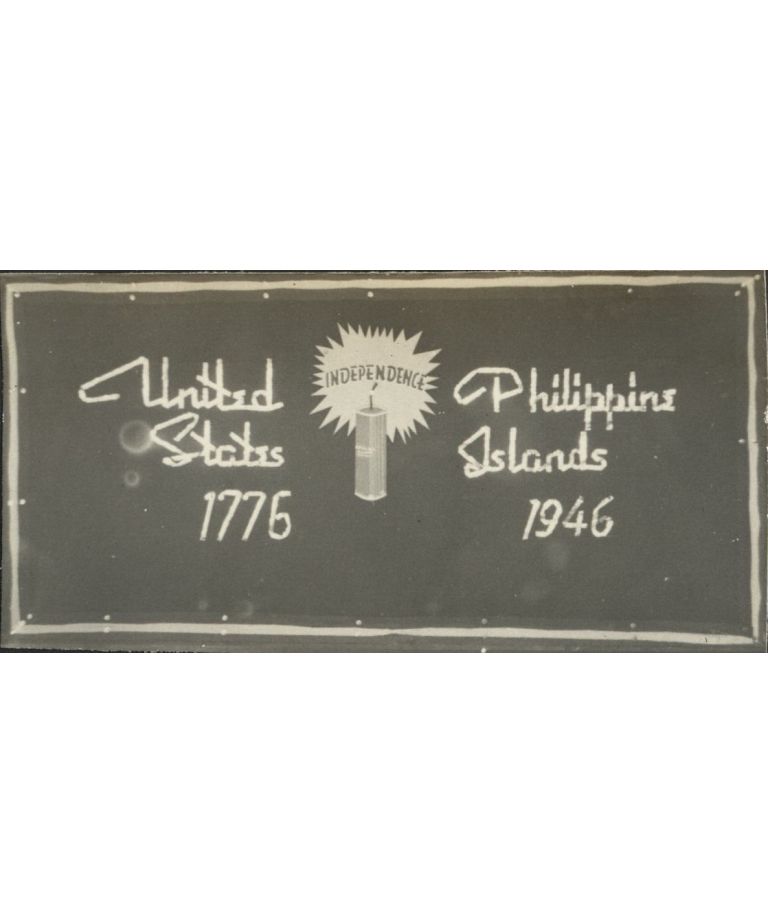 INDEPENDENCE
United
States
1776
Philippine
Islands
1946